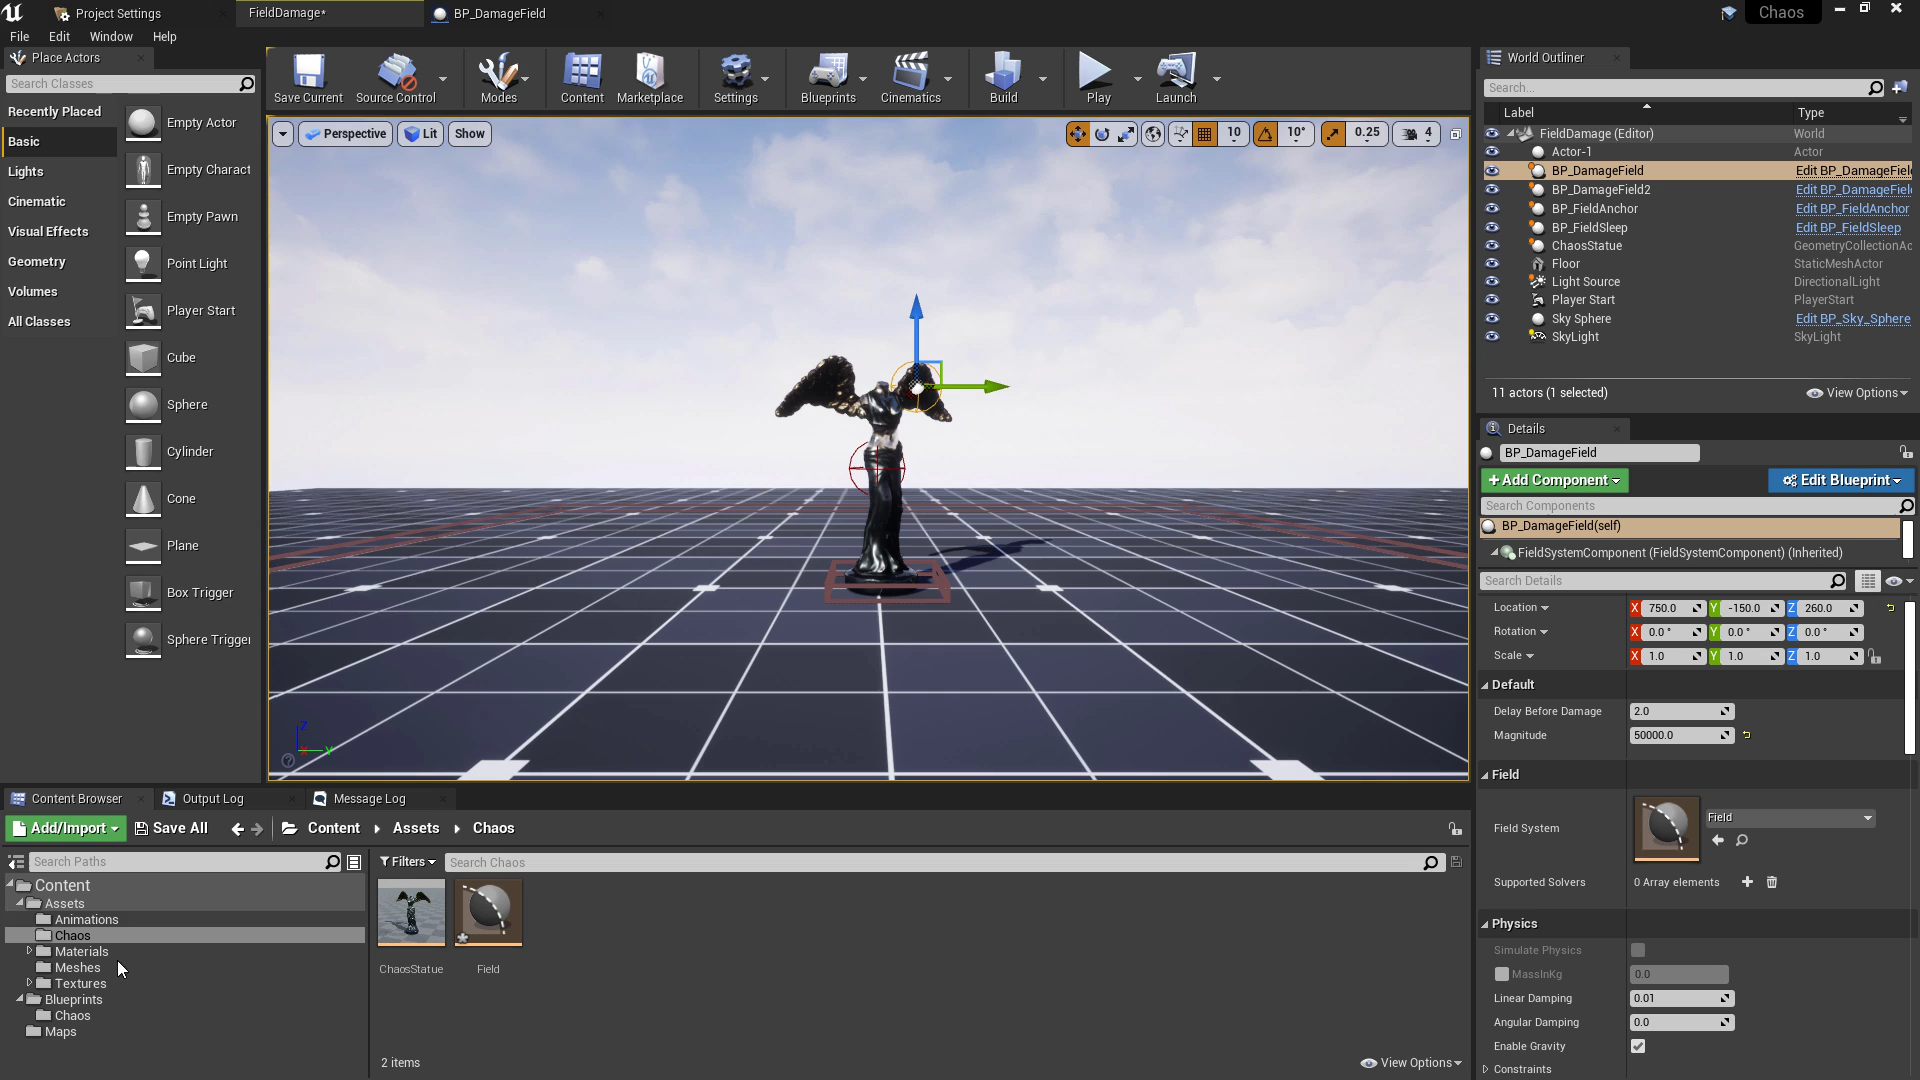 Project Settings
FieldDamage*
BP_DamageField
Chaos
File
Edit
Window
Help
Place Actors
Search Classes
Recently Placed
Basic
Lights
Cinematic
Visual Effects
Geometry
Volumes
All Classes
Empty Actor
Empty Charact
Empty Pawn
Point Light
Player Start
Cube
Sphere
Cylinder
Cone
Plane
Box Trigger
Sphere Trigger
Save Current
Source Control
Modes
Content
Marketplace
Settings
Blueprints
Cinematics
Build
Play
Launch
Perspective
Lit
Show
10
10°
0.25
4
Z
X
Y
World Outliner
Search...
Label
Type
FieldDamage (Editor)
World
Actor-1
Actor
BP_DamageField
Edit BP_DamageFiel
BP_DamageField2
Edit BP_DamageFiel
BP_FieldAnchor
Edit BP_FieldAnchor
BP_FieldSleep
Edit BP_FieldSleep
ChaosStatue
GeometryCollectionAc
Floor
StaticMeshActor
Light Source
DirectionalLight
Player Start
PlayerStart
Sky Sphere
Edit BP_Sky_Sphere
SkyLight
SkyLight
11 actors (1 selected)
View Options
Details
BP_DamageField
+Add Component
Edit Blueprint
Search Components
BP_DamageField(self)
FieldSystemComponent (FieldSystemComponent) (Inherited)
Search Details
Location
X 750.0
Y -150.0
Z 260.0
Rotation
X 0.0 °
Y 0.0 °
Z 0.0 °
Scale
X 1.0
Y 1.0
Z 1.0
Default
Delay Before Damage
2.0
Magnitude
50000.0
Field
Field System
Field
Supported Solvers
0 Array elements
Physics
Simulate Physics
MassInKg
0.0
Linear Damping
0.01
Angular Damping
0.0
Enable Gravity
Constraints
Content Browser
Output Log
Message Log
Add/Import
Save All
Content
Assets
Chaos
Search Paths
Filters
Search Chaos
Content
Assets
Animations
Chaos
Materials
Meshes
Textures
Blueprints
Chaos
Maps
ChaosStatue
Field
2 items
View Options